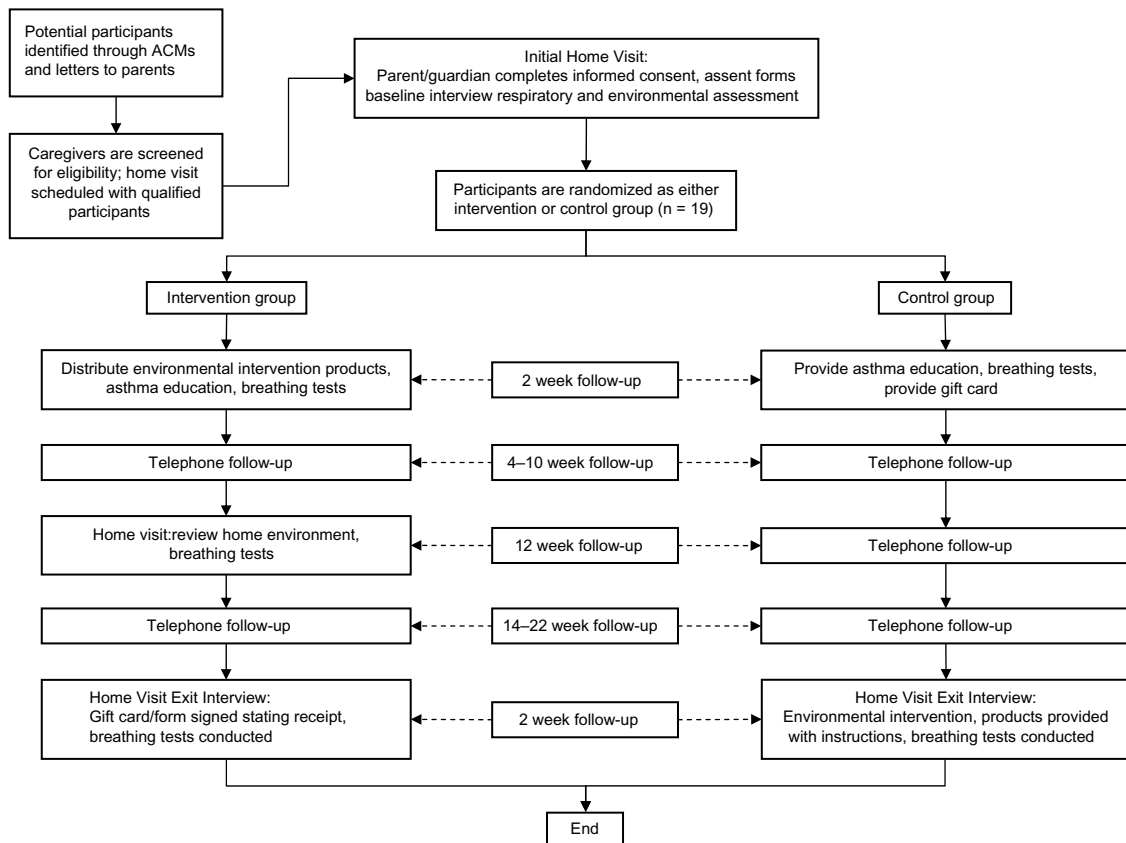 Potential participants
identified through ACMs
and letters to parents
Initial Home Visit:
Parent/guardian completes informed consent, assent forms
baseline interview respiratory and environmental assessment
Caregivers are screened
for eligibility; home visit
scheduled with qualified
participants
Participants are randomized as either
intervention or control group (n = 19)
Intervention group
Control group
Distribute environmental intervention products,
asthma education, breathing tests
2 week follow-up
Provide asthma education, breathing tests,
provide gift card
Telephone follow-up
4–10 week follow-up
Telephone follow-up
Home visit:review home environment,
breathing tests
12 week follow-up
Telephone follow-up
Telephone follow-up
14–22 week follow-up
Telephone follow-up
Home Visit Exit Interview:
Gift card/form signed stating receipt,
breathing tests conducted
2 week follow-up
Home Visit Exit Interview:
Environmental intervention, products provided
with instructions, breathing tests conducted
End